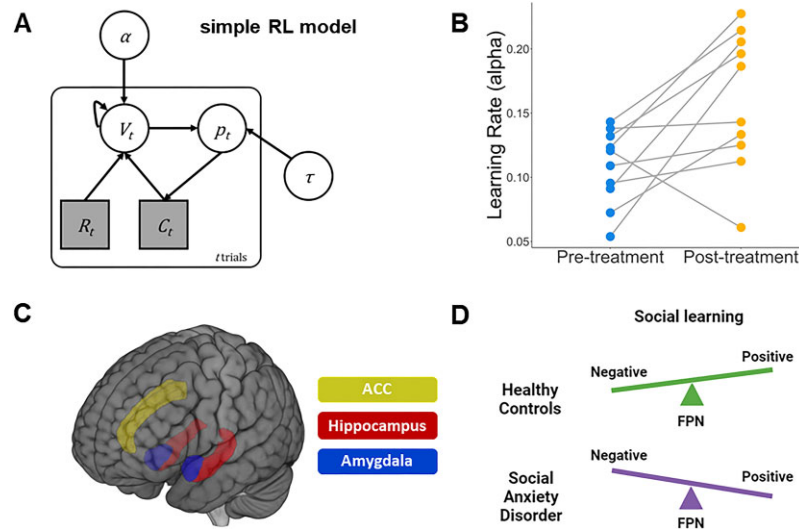 A
simple RL model
α
V_t
p_t
τ
R_t
C_t
t trials
B
Learning Rate (alpha)
0.20
0.15
0.10
0.05
Pre-treatment Post-treatment
C
ACC
Hippocampus
Amygdala
D
Social learning
Healthy
Controls
Negative
Positive
FPN
Social
Anxiety
Disorder
Negative
Positive
FPN